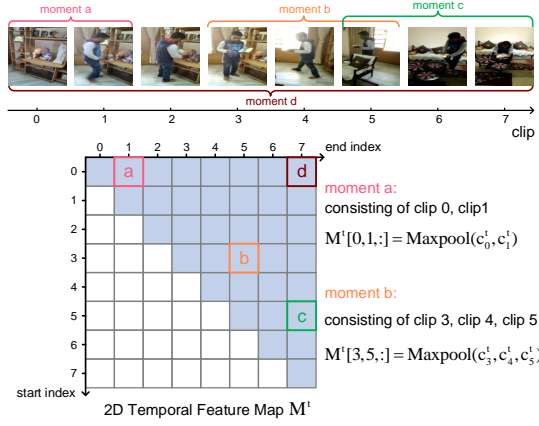 moment a
moment b
moment c
moment d
0 1 2 3 4 5 6 7
clip
0 1 2 3 4 5 6 7 end index
0
1
2
3
4
5
6
7
a
d
b
c
start index
moment a:
consisting of clip 0, clip1
Mᵗ[0,1,:] = Maxpool(c₀ᵗ, c₁ᵗ)
moment b:
consisting of clip 3, clip 4, clip 5
Mᵗ[3,5,:] = Maxpool(c₃ᵗ, c₄ᵗ, c₅ᵗ)
2D Temporal Feature Map Mᵗ